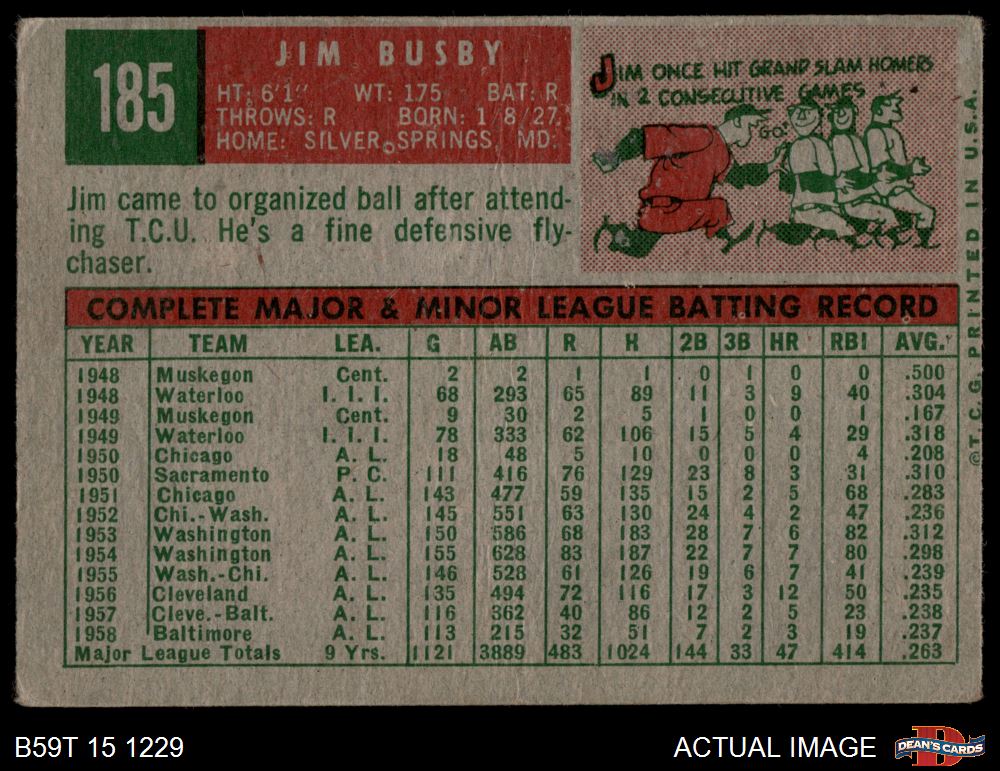 185
JIM BUSBY
HT: 6'1" WT: 175 BAT: R
THROWS: R BORN: 1/8/27
HOME: SILVER SPRINGS, MD.
JIM ONCE HIT GRAND SLAM HOMERS
IN 2 CONSECUTIVE GAMES
GO!
Jim came to organized ball after attend-
ing T.C.U. He's a fine defensive fly-
chaser.
COMPLETE MAJOR & MINOR LEAGUE BATTING RECORD
YEAR TEAM LEA. G AB R H 2B 3B HR RBI AVG.
1948 Muskegon Cent. 2 2 1 1 0 1 0 0 .500
1948 Waterloo I. I. I. 68 293 65 89 11 3 9 40 .304
1949 Muskegon Cent. 9 30 2 5 1 0 0 1 .167
1949 Waterloo I. I. I. 78 333 62 106 15 5 4 29 .318
1950 Chicago A. L. 18 48 5 10 0 0 0 4 .208
1950 Sacramento P. C. 111 416 76 129 23 8 3 31 .310
1951 Chicago A. L. 143 477 59 135 15 2 5 68 .283
1952 Chi.-Wash. A. L. 145 551 63 130 24 4 2 47 .236
1953 Washington A. L. 150 586 68 183 28 7 6 82 .312
1954 Washington A. L. 155 628 83 187 22 7 7 80 .298
1955 Wash.-Chi. A. L. 146 528 61 126 19 6 7 41 .239
1956 Cleveland A. L. 135 494 72 116 17 3 12 50 .235
1957 Cleve.-Balt. A. L. 116 362 40 86 12 2 5 23 .238
1958 Baltimore A. L. 113 215 32 51 7 2 3 19 .237
Major League Totals 9 Yrs. 1121 3889 483 1024 144 33 47 414 .263
©T.C.G. PRINTED IN U.S.A.
B59T 15 1229
ACTUAL IMAGE
DEAN'S CARDS